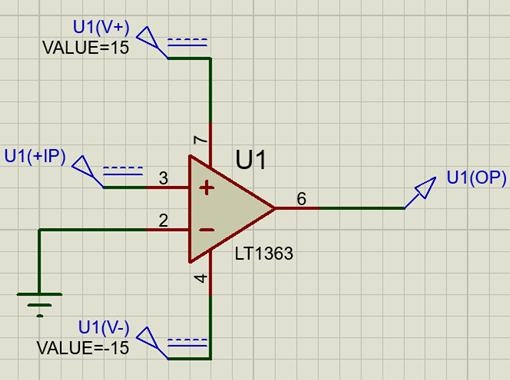 U1(V+)
VALUE=15
7
U1
U1(+IP)
3
6
U1(OP)
2
LT1363
4
U1(V-)
VALUE=-15